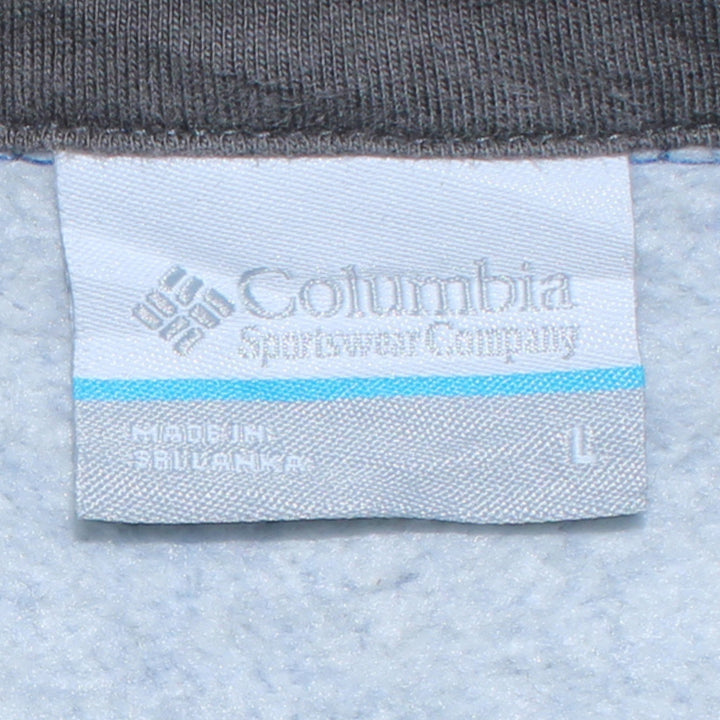 Columbia
Sportswear Company
MADE IN
SRI LANKA
L